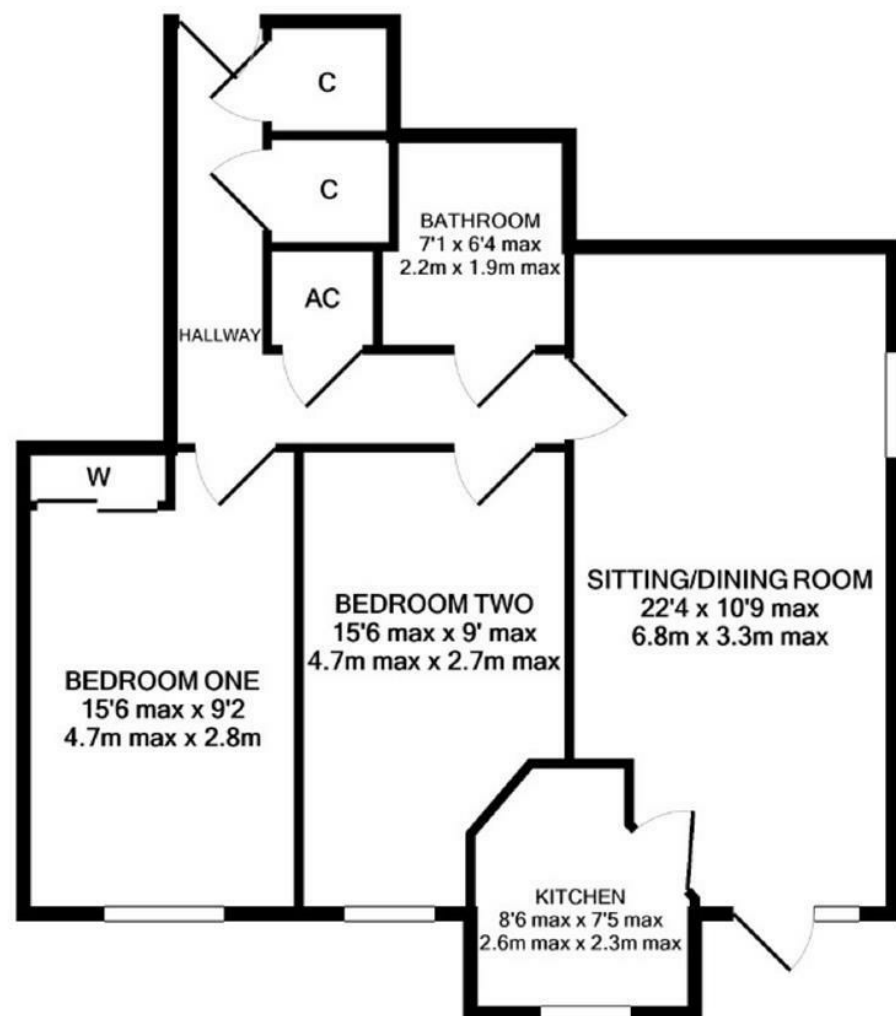 C
C
BATHROOM
7'1 x 6'4 max
2.2m x 1.9m max
AC
HALLWAY
W
SITTING/DINING ROOM
22'4 x 10'9 max
6.8m x 3.3m max
BEDROOM TWO
15'6 max x 9' max
4.7m max x 2.7m max
BEDROOM ONE
15'6 max x 9'2
4.7m max x 2.8m
KITCHEN
8'6 max x 7'5 max
2.6m max x 2.3m max